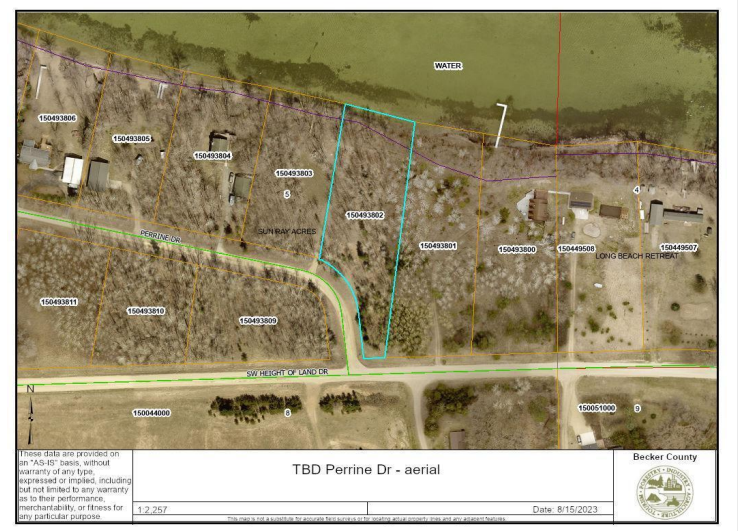 WATER
150493806
150493805
150493804
150493803
5
150493802
4
SUN RAY ACRES
PERRINE DR
150493801
150493800
150449508
150449507
LONG BEACH RETREAT
150493811
150493810
150493809
SW HEIGHT OF LAND DR
N
150044000
8
150051000
9
These data are provided on
an "AS-IS" basis, without
warranty of any type,
expressed or implied, including
but not limited to any warranty
as to their performance,
merchantability, or fitness for
any particular purpose.
TBD Perrine Dr - aerial
1:2,257
Date: 8/15/2023
This map is not a substitute for accurate field surveys or for locating actual property lines and any adjacent features.
Becker County
FORESTRY INDUSTRY
AGRICULTURE TOURISM